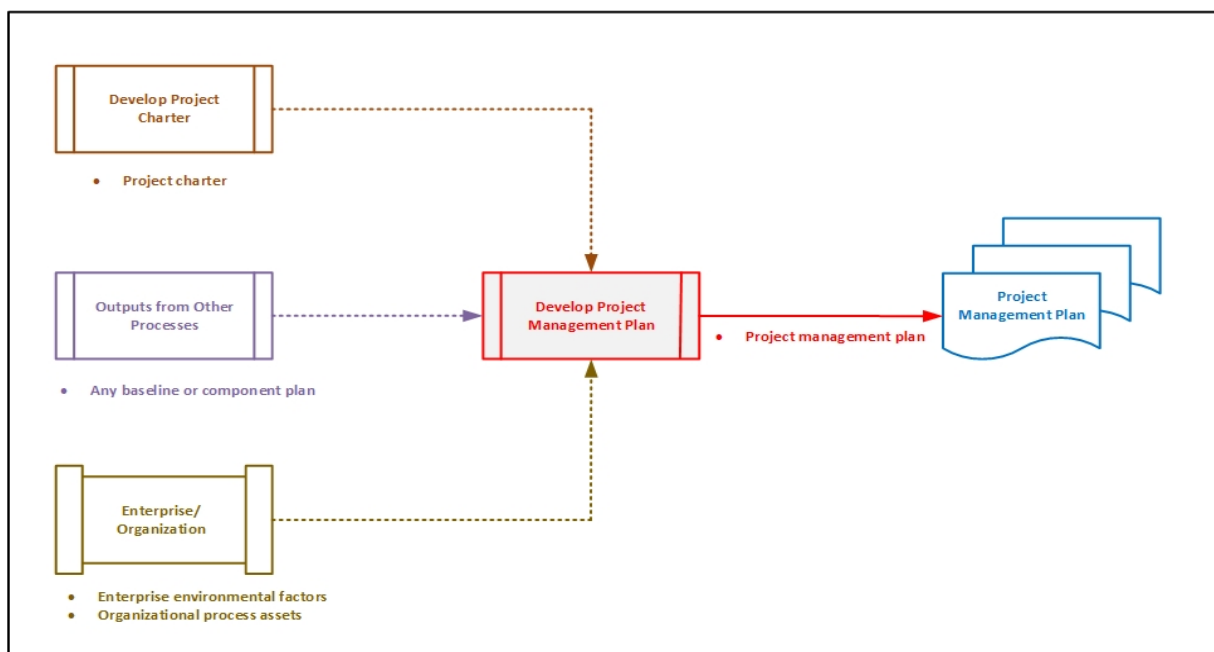 Develop Project
Charter
• Project charter
Outputs from Other
Processes
• Any baseline or component plan
Enterprise/
Organization
• Enterprise environmental factors
• Organizational process assets
Develop Project
Management Plan
• Project management plan
Project
Management Plan